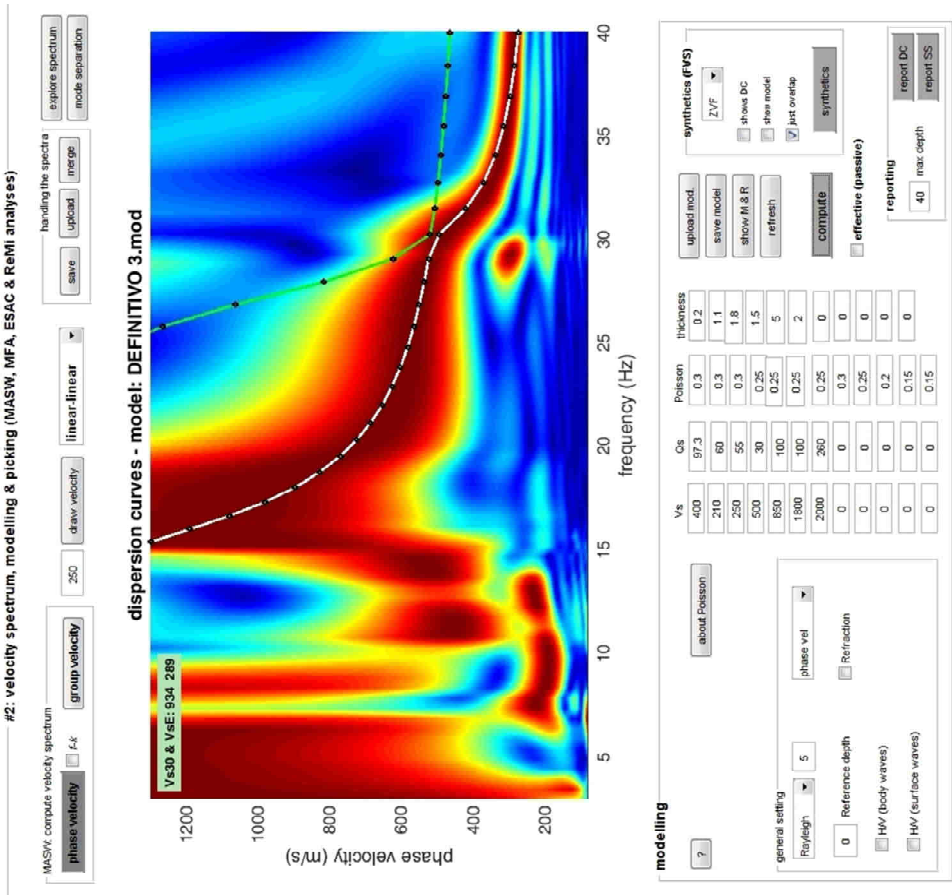 #2: velocity spectrum, modelling & picking (MASW, MFA, ESAC & ReMi analyses)
MASW: compute velocity spectrum
phase velocity
f-k
group velocity
250
draw velocity
linear-linear
handling the spectra
save
upload
merge
explore spectrum
mode separation
dispersion curves - model: DEFINITIVO 3.mod
Vs30 & VsE: 934 289
phase velocity (m/s)
1200
1000
800
600
400
200
5
10
15
20
25
30
35
40
frequency (Hz)
modelling
?
about Poisson
general setting
Rayleigh
5
phase vel
0
Reference depth
Refraction
H/V (body waves)
H/V (surface waves)
Vs Qs Poisson thickness
400 97.3 0.3 0.2
210 60 0.3 1.1
250 55 0.3 1.8
500 30 0.25 1.5
850 100 0.25 5
1800 100 0.25 2
2000 260 0.25 0
0 0 0.3 0
0 0 0.25 0
0 0 0.2 0
0 0 0.15 0
0 0 0.15
upload mod.
save model
show M & R
refresh
compute
effective (passive)
synthetics (FVS)
ZVF
shows DC
show model
just overlap
synthetics
reporting
40
max depth
report DC
report SS